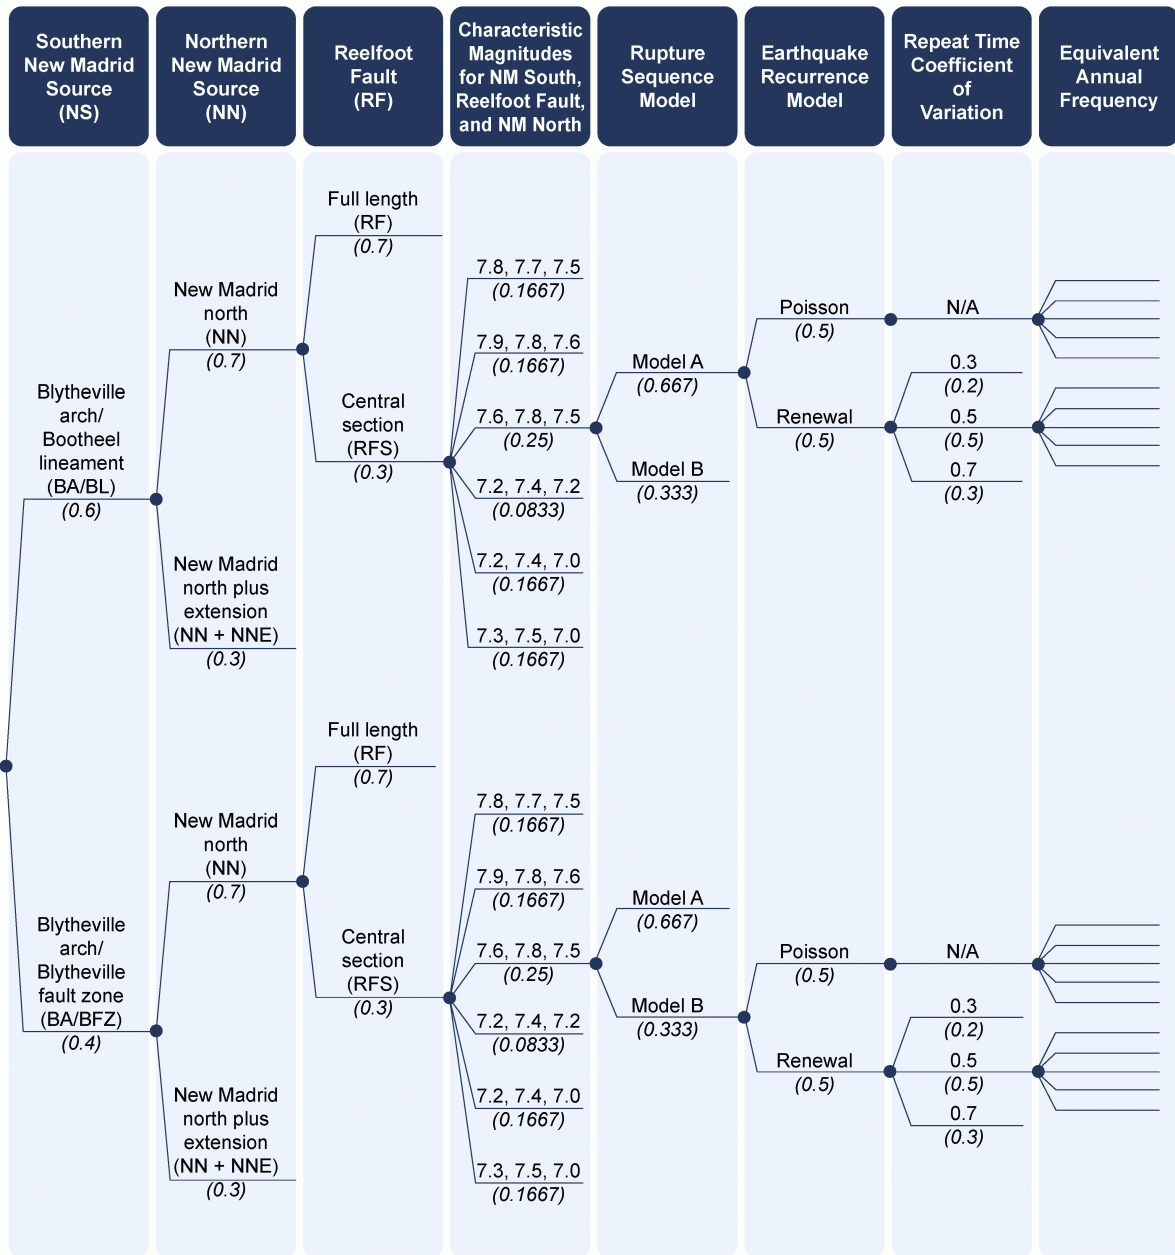 Southern
New Madrid
Source
(NS)
Northern
New Madrid
Source
(NN)
Reelfoot
Fault
(RF)
Characteristic
Magnitudes
for NM South,
Reelfoot Fault,
and NM North
Rupture
Sequence
Model
Earthquake
Recurrence
Model
Repeat Time
Coefficient
of
Variation
Equivalent
Annual
Frequency
Blytheville
arch/
Bootheel
lineament
(BA/BL)
(0.6)
New Madrid
north
(NN)
(0.7)
New Madrid
north plus
extension
(NN + NNE)
(0.3)
Full length
(RF)
(0.7)
Central
section
(RFS)
(0.3)
7.8, 7.7, 7.5
(0.1667)
7.9, 7.8, 7.6
(0.1667)
7.6, 7.8, 7.5
(0.25)
7.2, 7.4, 7.2
(0.0833)
7.2, 7.4, 7.0
(0.1667)
7.3, 7.5, 7.0
(0.1667)
Model A
(0.667)
Model B
(0.333)
Poisson
(0.5)
Renewal
(0.5)
N/A
0.3
(0.2)
0.5
(0.5)
0.7
(0.3)
Blytheville
arch/
Blytheville
fault zone
(BA/BFZ)
(0.4)
New Madrid
north
(NN)
(0.7)
New Madrid
north plus
extension
(NN + NNE)
(0.3)
Full length
(RF)
(0.7)
Central
section
(RFS)
(0.3)
7.8, 7.7, 7.5
(0.1667)
7.9, 7.8, 7.6
(0.1667)
7.6, 7.8, 7.5
(0.25)
7.2, 7.4, 7.2
(0.0833)
7.2, 7.4, 7.0
(0.1667)
7.3, 7.5, 7.0
(0.1667)
Model A
(0.667)
Model B
(0.333)
Poisson
(0.5)
Renewal
(0.5)
N/A
0.3
(0.2)
0.5
(0.5)
0.7
(0.3)